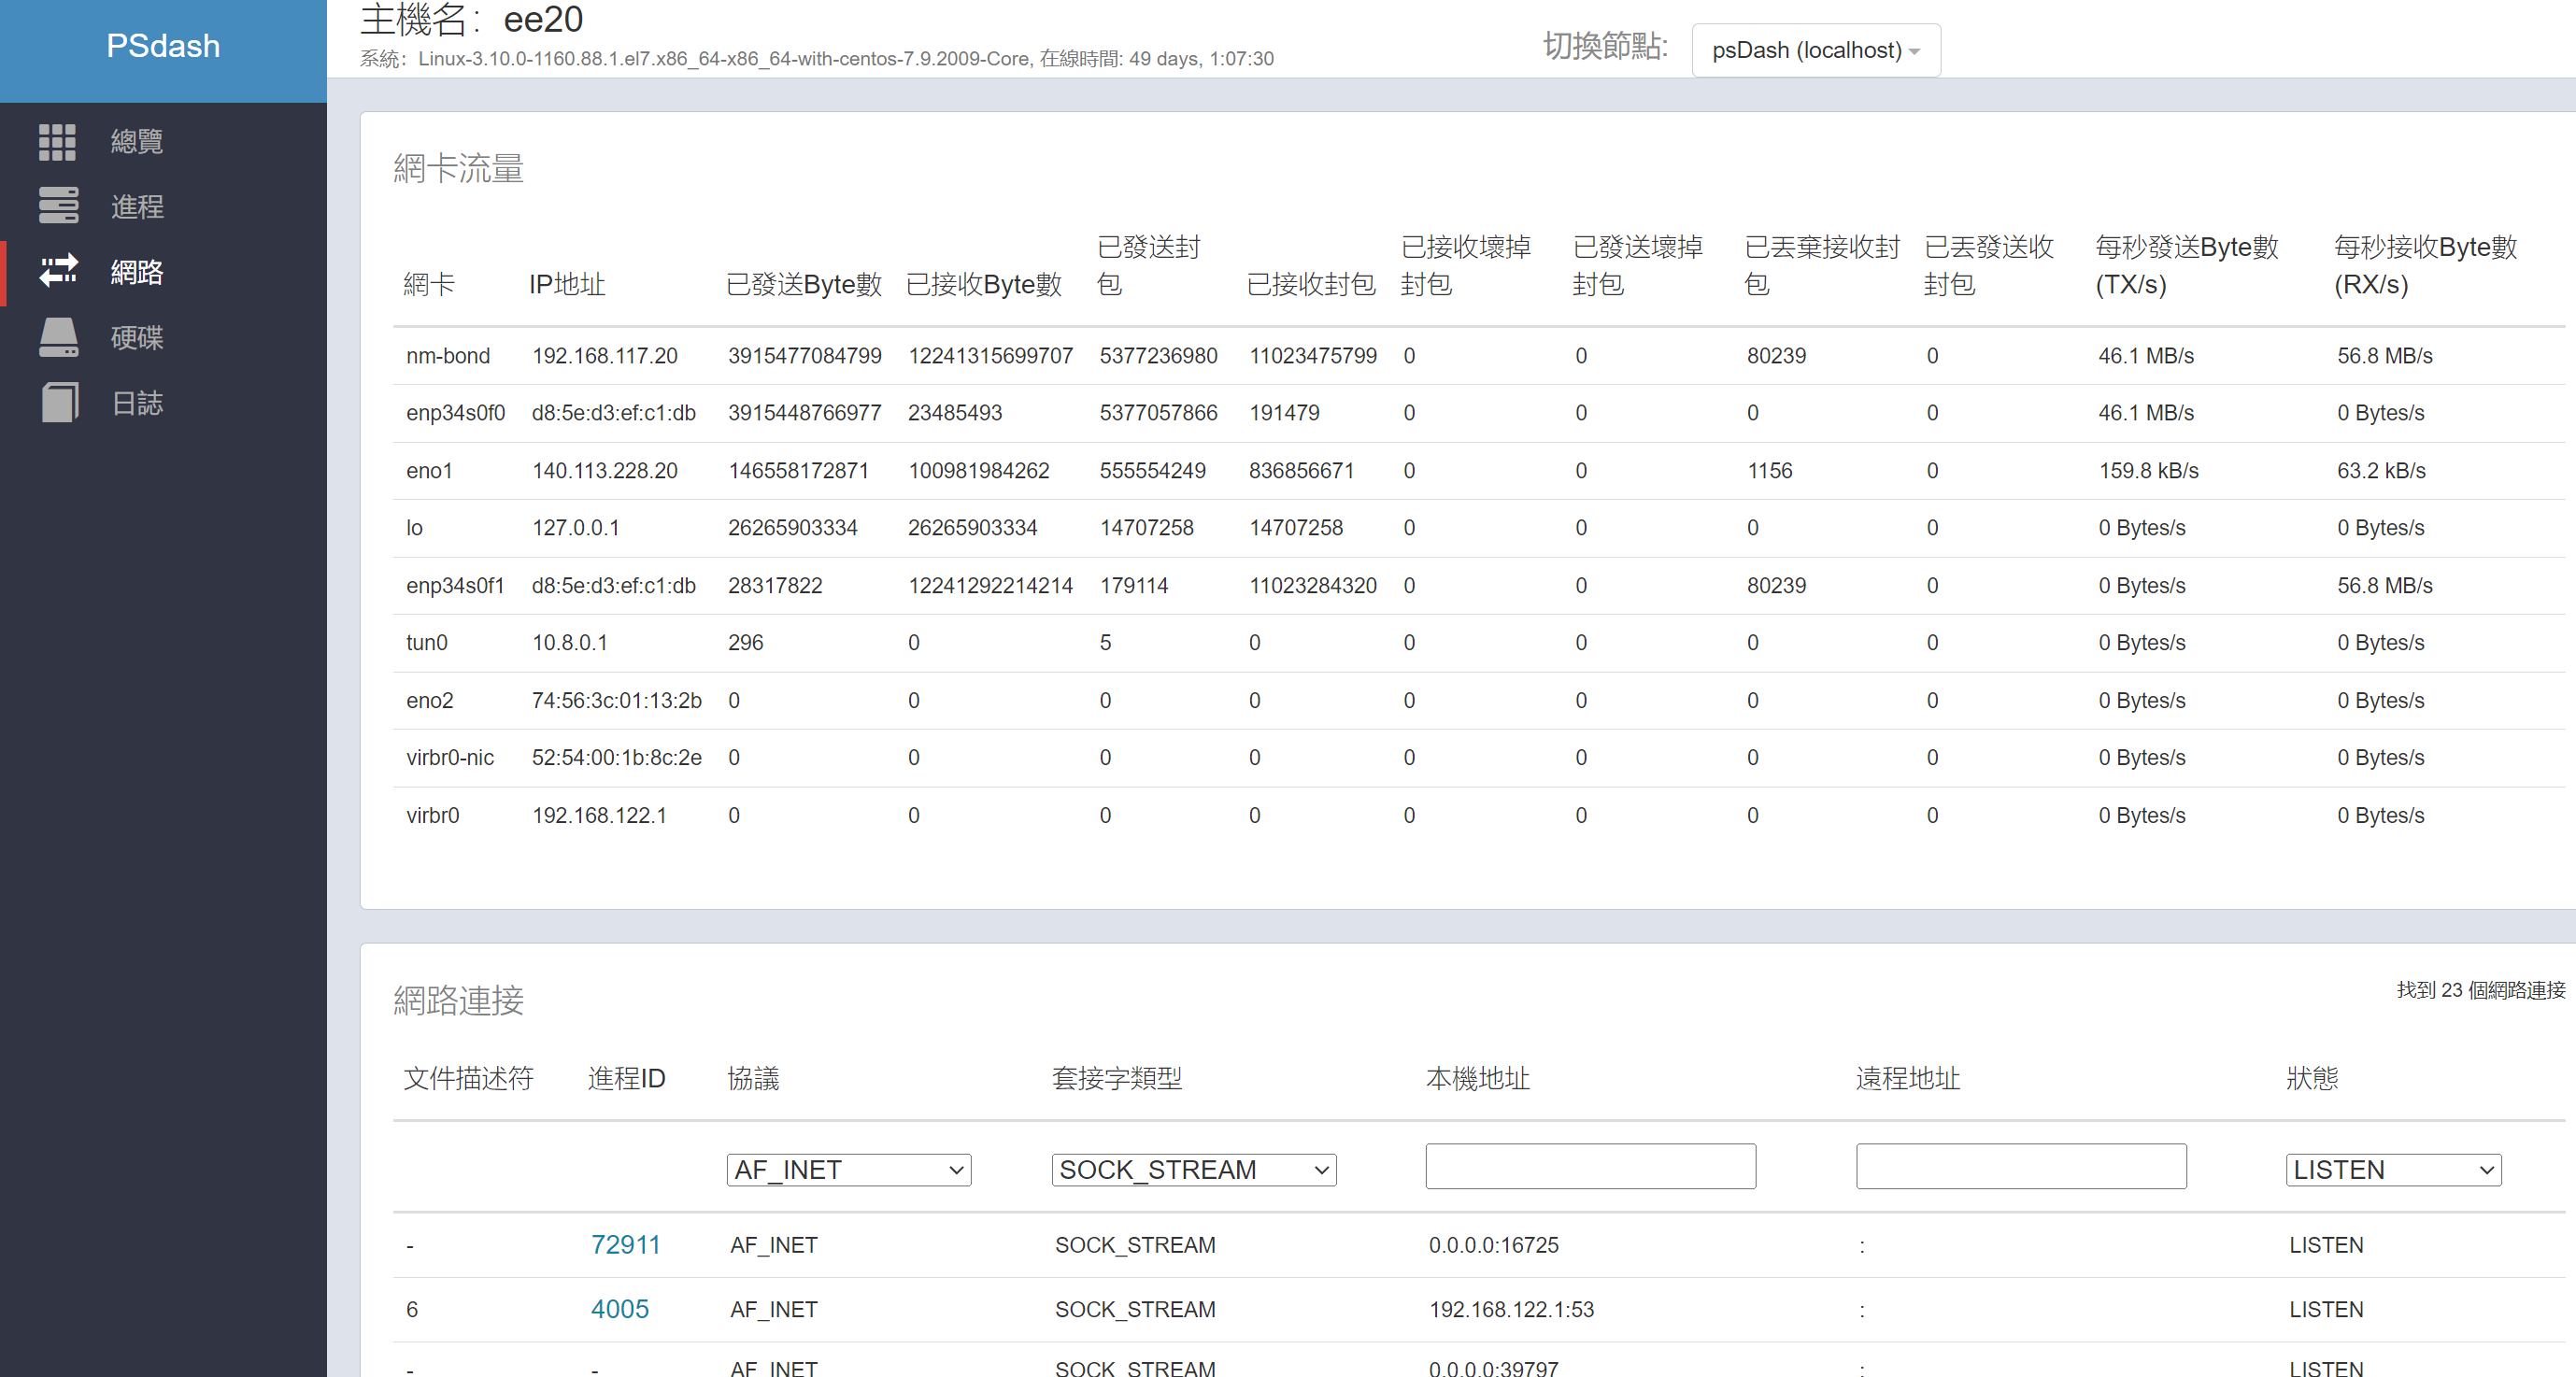 PSdash
主機名：ee20
系統：Linux-3.10.0-1160.88.1.el7.x86_64-x86_64-with-centos-7.9.2009-Core, 在線時間: 49 days, 1:07:30
切換節點:
psDash (localhost)
總覽
進程
網路
硬碟
日誌
網卡流量
網卡 IP地址 已發送Byte數 已接收Byte數 已發送封包 已接收封包 已接收壞掉封包 已發送壞掉封包 已丟棄接收封包 已丟發送收封包 每秒發送Byte數 (TX/s) 每秒接收Byte數 (RX/s)
nm-bond 192.168.117.20 3915477084799 12241315699707 5377236980 11023475799 0 0 80239 0 46.1 MB/s 56.8 MB/s
enp34s0f0 d8:5e:d3:ef:c1:db 3915448766977 23485493 5377057866 191479 0 0 0 0 46.1 MB/s 0 Bytes/s
eno1 140.113.228.20 146558172871 100981984262 555554249 836856671 0 0 1156 0 159.8 kB/s 63.2 kB/s
lo 127.0.0.1 26265903334 26265903334 14707258 14707258 0 0 0 0 0 Bytes/s 0 Bytes/s
enp34s0f1 d8:5e:d3:ef:c1:db 28317822 12241292214214 179114 11023284320 0 0 80239 0 0 Bytes/s 56.8 MB/s
tun0 10.8.0.1 296 0 5 0 0 0 0 0 0 Bytes/s 0 Bytes/s
eno2 74:56:3c:01:13:2b 0 0 0 0 0 0 0 0 0 Bytes/s 0 Bytes/s
virbr0-nic 52:54:00:1b:8c:2e 0 0 0 0 0 0 0 0 0 Bytes/s 0 Bytes/s
virbr0 192.168.122.1 0 0 0 0 0 0 0 0 0 Bytes/s 0 Bytes/s
網路連接
找到 23 個網路連接
文件描述符 進程ID 協議 套接字類型 本機地址 遠程地址 狀態
AF_INET SOCK_STREAM LISTEN
- 72911 AF_INET SOCK_STREAM 0.0.0.0:16725 : LISTEN
6 4005 AF_INET SOCK_STREAM 192.168.122.1:53 : LISTEN
- - AF_INET SOCK_STREAM 0.0.0.0:39797 : LISTEN